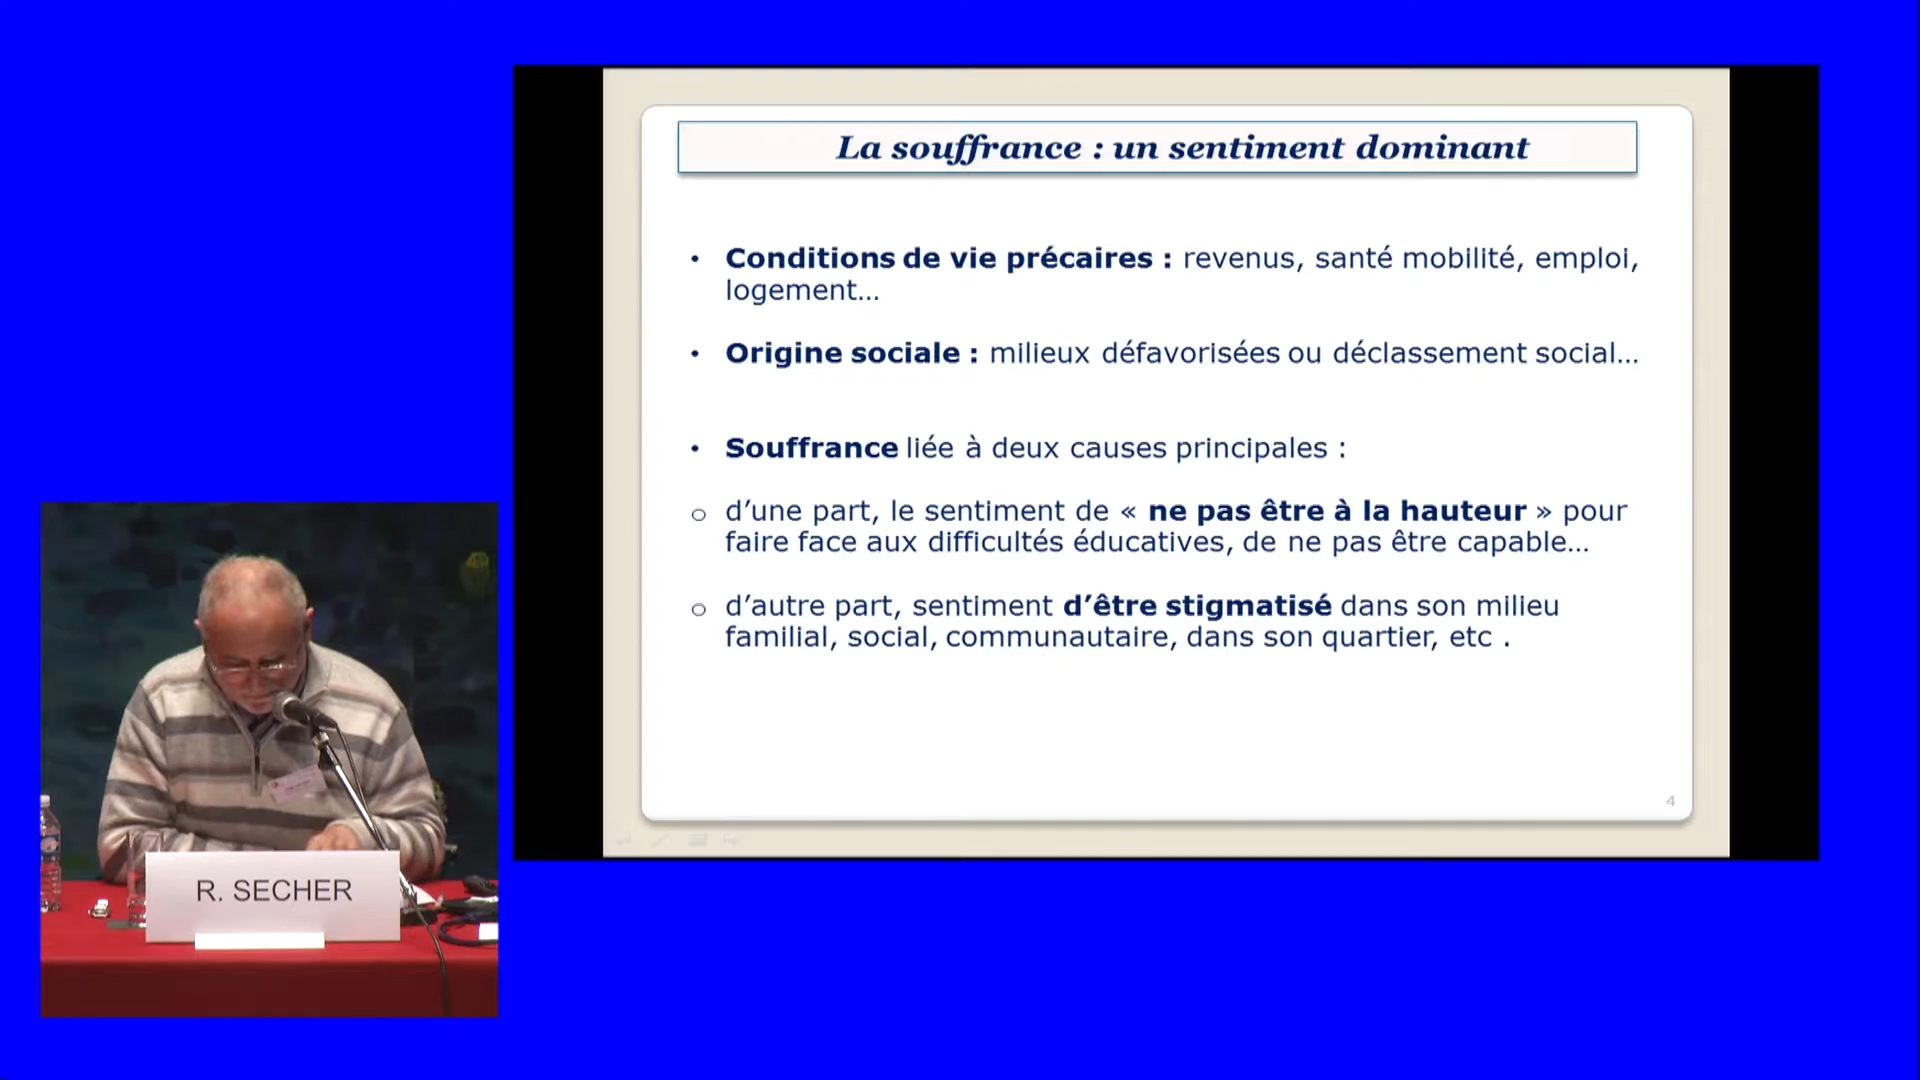 La souffrance : un sentiment dominant
• Conditions de vie précaires : revenus, santé mobilité, emploi,
logement...
• Origine sociale : milieux défavorisées ou déclassement social...
• Souffrance liée à deux causes principales :
o d’une part, le sentiment de « ne pas être à la hauteur » pour
faire face aux difficultés éducatives, de ne pas être capable...
o d’autre part, sentiment d’être stigmatisé dans son milieu
familial, social, communautaire, dans son quartier, etc .
4
R. SECHER